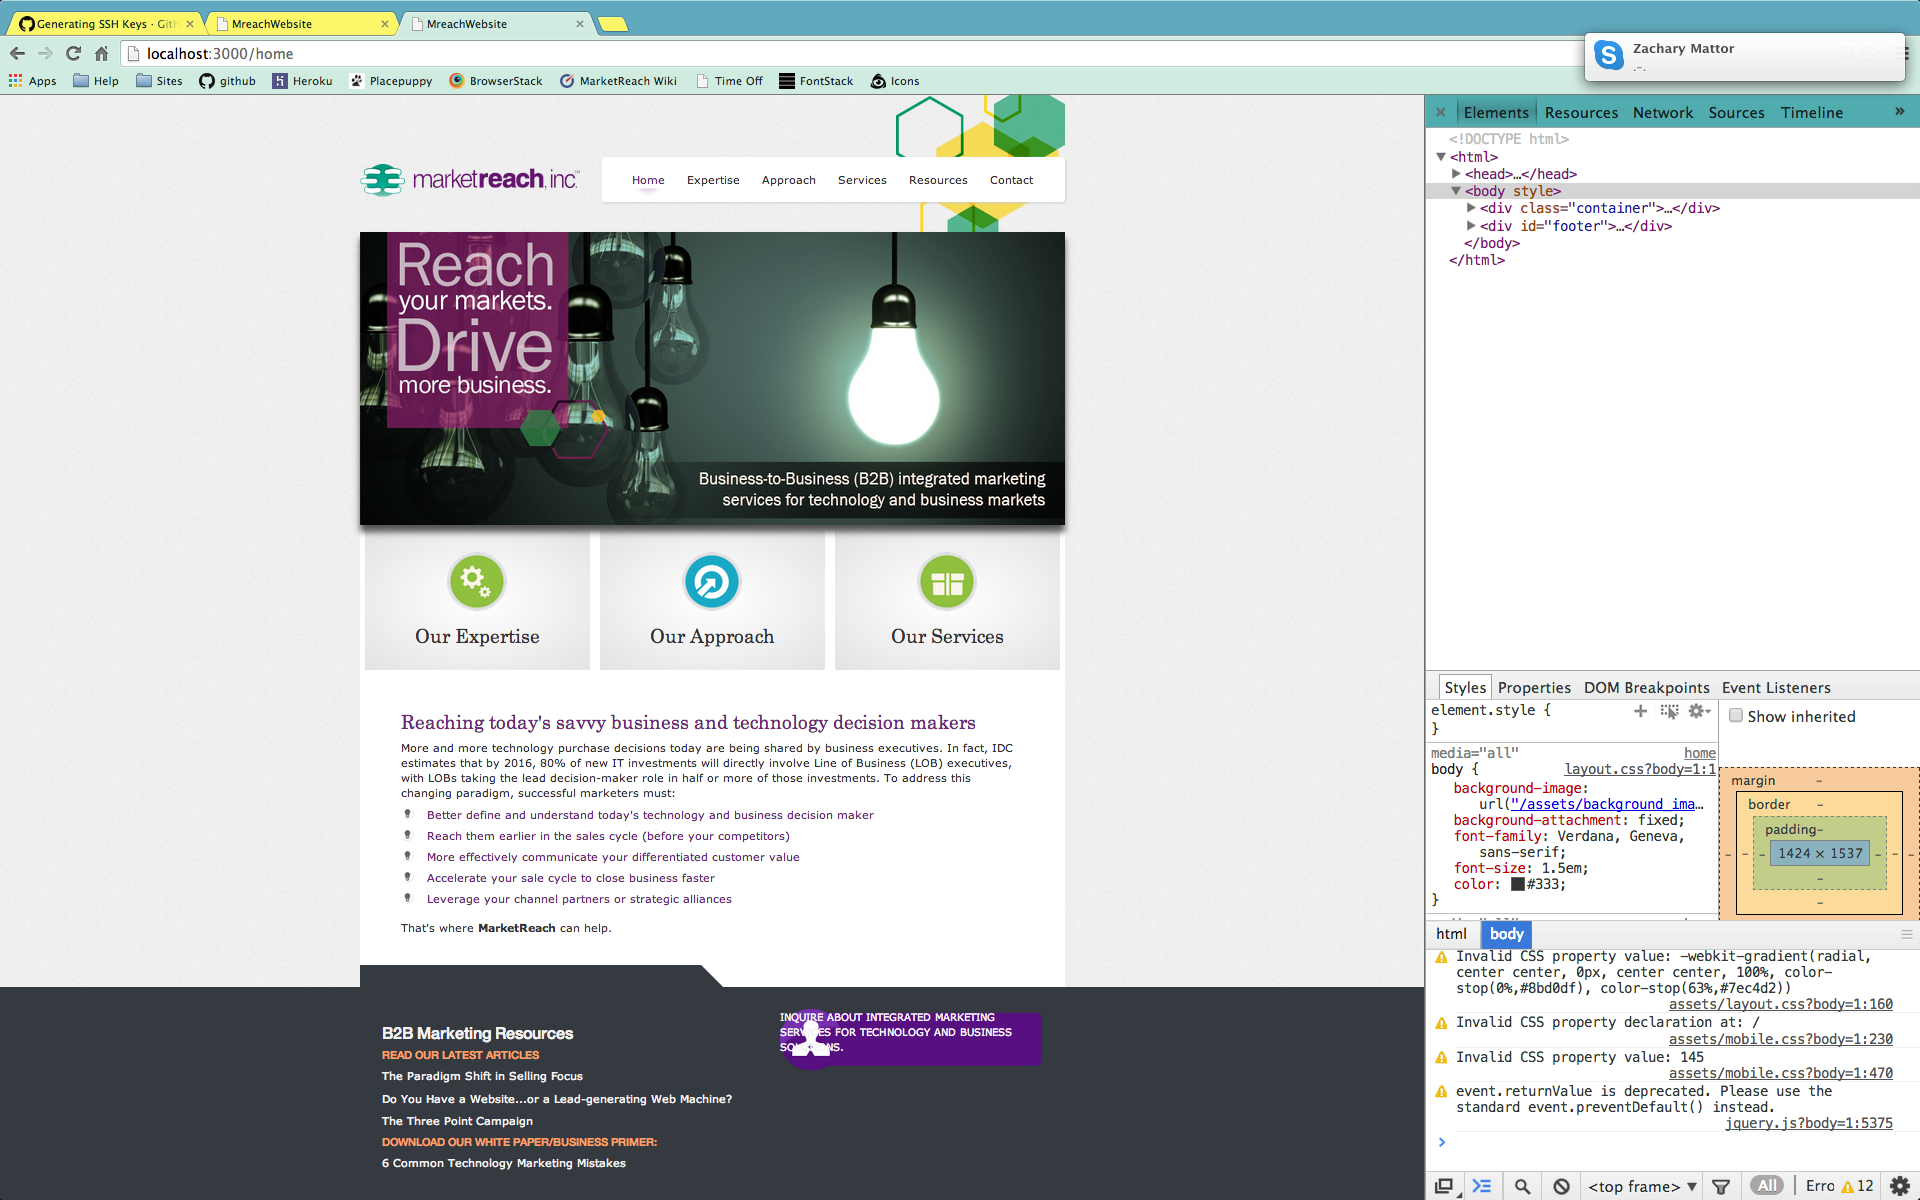 Generating SSH Keys · GitH
MreachWebsite
MreachWebsite
localhost:3000/home
Zachary Mattor
.-.
Apps
Help
Sites
github
Heroku
Placepuppy
BrowserStack
MarketReach Wiki
Time Off
FontStack
Icons
marketreach, inc.™
Home
Expertise
Approach
Services
Resources
Contact
Reach
your markets.
Drive
more business.
Business-to-Business (B2B) integrated marketing
services for technology and business markets
Our Expertise
Our Approach
Our Services
Reaching today's savvy business and technology decision makers
More and more technology purchase decisions today are being shared by business executives. In fact, IDC
estimates that by 2016, 80% of new IT investments will directly involve Line of Business (LOB) executives,
with LOBs taking the lead decision-maker role in half or more of those investments. To address this
changing paradigm, successful marketers must:
Better define and understand today's technology and business decision maker
Reach them earlier in the sales cycle (before your competitors)
More effectively communicate your differentiated customer value
Accelerate your sale cycle to close business faster
Leverage your channel partners or strategic alliances
That's where MarketReach can help.
B2B Marketing Resources
READ OUR LATEST ARTICLES
The Paradigm Shift in Selling Focus
Do You Have a Website...or a Lead-generating Web Machine?
The Three Point Campaign
DOWNLOAD OUR WHITE PAPER/BUSINESS PRIMER:
6 Common Technology Marketing Mistakes
INQUIRE ABOUT INTEGRATED MARKETING
SERVICES FOR TECHNOLOGY AND BUSINESS
SOLUTIONS.
Elements
Resources
Network
Sources
Timeline
»
<!DOCTYPE html>
<html>
<head>…</head>
<body style>
<div class="container">…</div>
<div id="footer">…</div>
</body>
</html>
Styles
Properties
DOM Breakpoints
Event Listeners
element.style {
}
Show inherited
media="all"
home
body {
layout.css?body=1:1
background-image:
url("/assets/background_ima…
background-attachment: fixed;
font-family: Verdana, Geneva,
sans-serif;
font-size: 1.5em;
color: #333;
}
margin
–
border
–
padding–
– – – 1424 × 1537 – – –
–
–
html
body
Invalid CSS property value: -webkit-gradient(radial,
center center, 0px, center center, 100%, color-
stop(0%,#8bd0df), color-stop(63%,#7ec4d2))
assets/layout.css?body=1:160
Invalid CSS property declaration at: /
assets/mobile.css?body=1:230
Invalid CSS property value: 145
assets/mobile.css?body=1:470
event.returnValue is deprecated. Please use the
standard event.preventDefault() instead.
jquery.js?body=1:5375
<top frame>
All
Erro
12